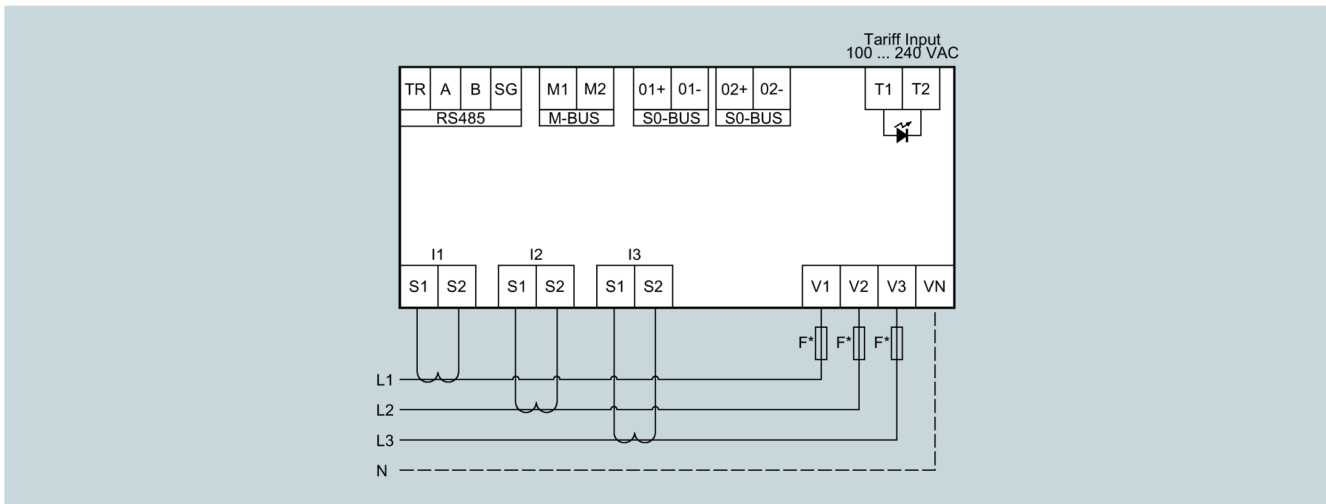 Tariff Input
100 ... 240 VAC
TR A B SG M1 M2 01+ 01- 02+ 02- T1 T2
RS485 M-BUS S0-BUS S0-BUS
I1 I2 I3
S1 S2 S1 S2 S1 S2 V1 V2 V3 VN
F* F* F*
L1
L2
L3
N